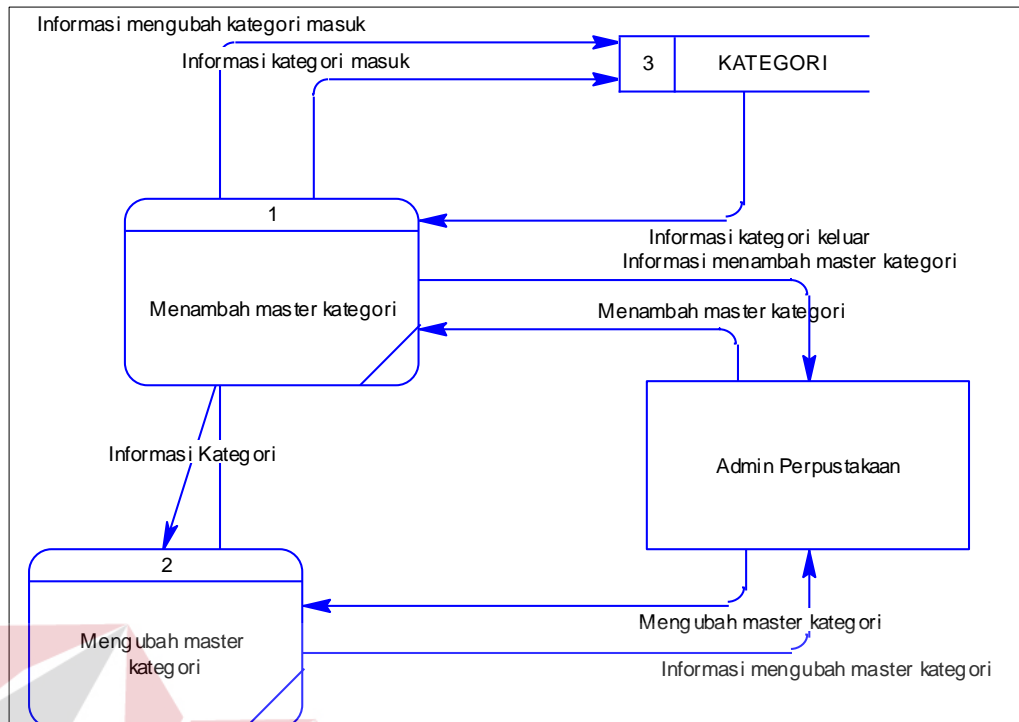 Informasi mengubah kategori masuk
Informasi kategori masuk
3
KATEGORI
1
Menambah master kategori
Informasi kategori keluar
Informasi menambah master kategori
Menambah master kategori
Informasi Kategori
Admin Perpustakaan
2
Mengubah master
kategori
Mengubah master kategori
Informasi mengubah master kategori